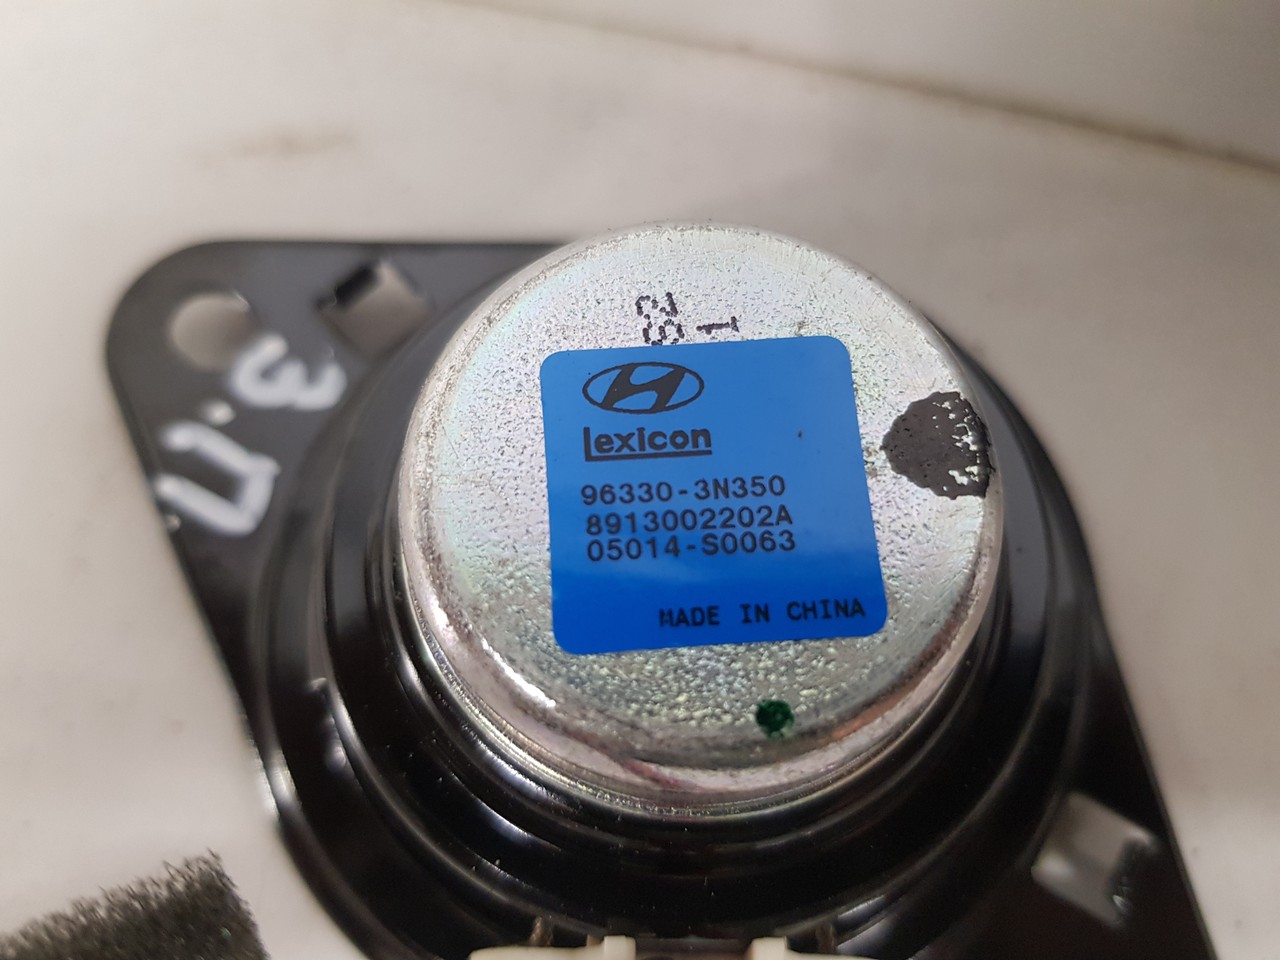 Lexicon
96330-3N350
8913002202A
05014-S0063
MADE IN CHINA